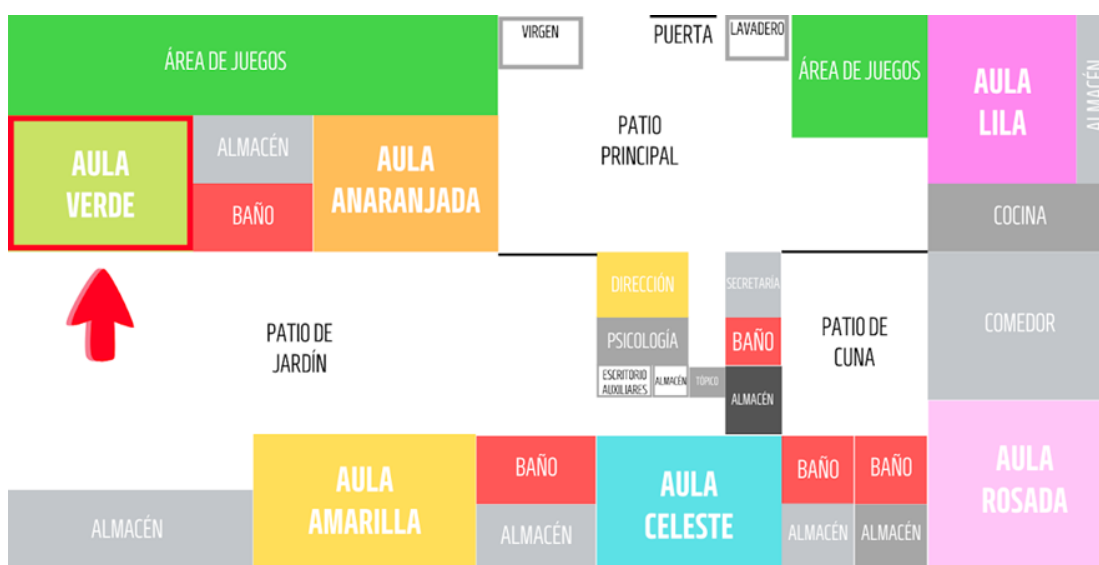 VIRGEN
PUERTA
LAVADERO
ÁREA DE JUEGOS
ÁREA DE JUEGOS
AULA
LILA
ALMACÉN
AULA
VERDE
ALMACÉN
BAÑO
AULA
ANARANJADA
PATIO
PRINCIPAL
COCINA
DIRECCIÓN
SECRETARÍA
PATIO DE
JARDÍN
PSICOLOGÍA
BAÑO
PATIO DE
CUNA
COMEDOR
ESCRITORIO
AUXILIARES
ALMACÉN
TÓPICO
ALMACÉN
AULA
AMARILLA
BAÑO
AULA
CELESTE
BAÑO
BAÑO
AULA
ROSADA
ALMACÉN
ALMACÉN
ALMACÉN
ALMACÉN